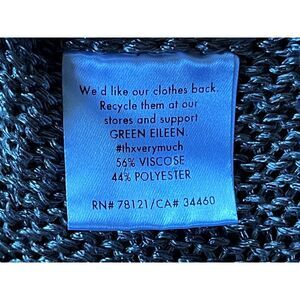 We'd like our clothes back.
Recycle them at our
stores and support
GREEN EILEEN.
#thxverymuch
56% VISCOSE
44% POLYESTER
RN# 78121/CA# 34460